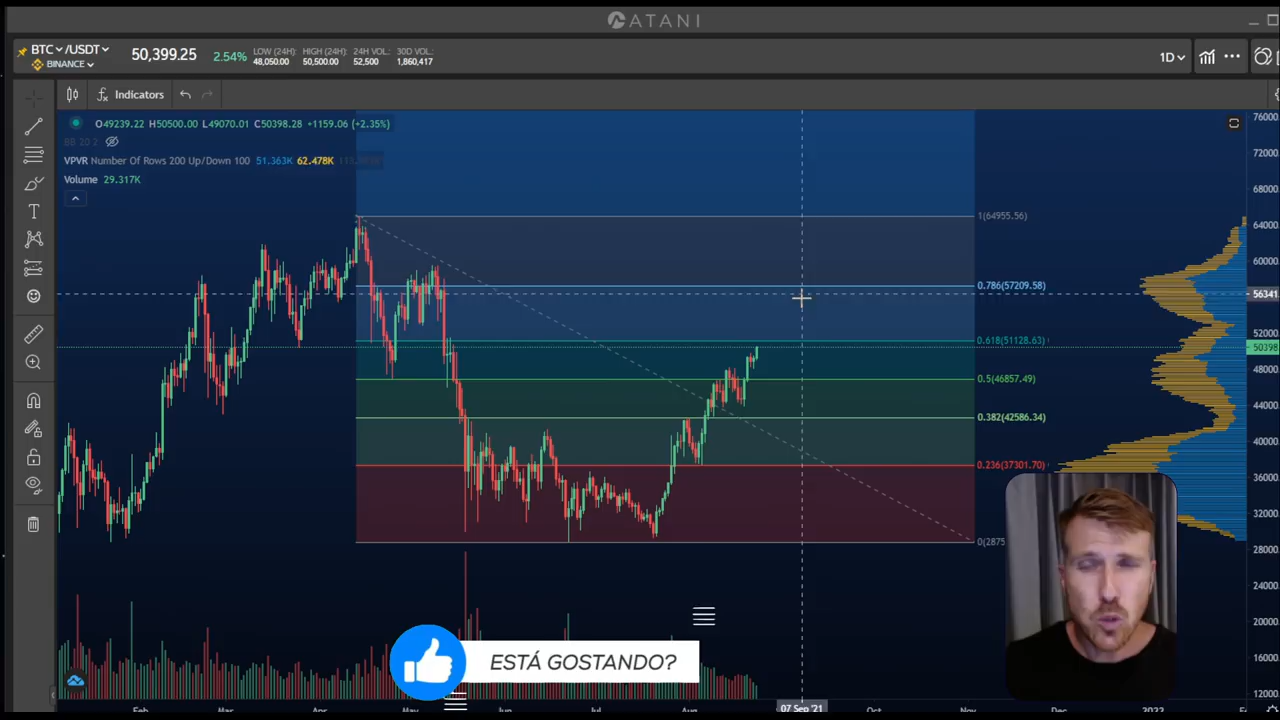 ATANI
BTC /USDT
BINANCE
50,399.25
2.54%
LOW (24H):
48,050.00
HIGH (24H):
50,500.00
24H VOL.:
52,500
30D VOL.:
1,860,417
1D
Indicators
O49239.22 H50500.00 L49070.01 C50398.28 +1159.06 (+2.35%)
BB 20 2
VPVR Number Of Rows 200 Up/Down 100 51.363K 62.478K
Volume 29.317K
1(64955.56)
0.786(57209.58)
0.618(51128.63)
0.5(46857.49)
0.382(42586.34)
0.236(37301.70)
0(2875
76000
72000
68000
64000
60000
56341
52000
50398
48000
44000
40000
36000
32000
28000
24000
20000
16000
12000
ESTÁ GOSTANDO?
Feb
Mar
Apr
May
Jun
Jul
Aug
07 Sep '21
Oct
Nov
Dec
2022